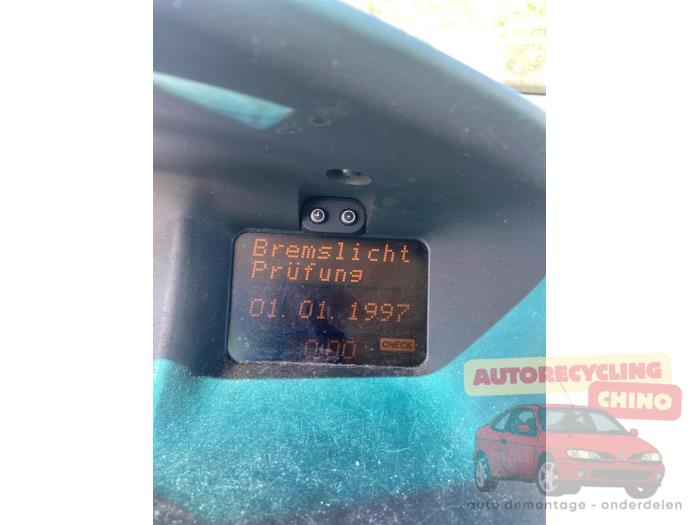 Bremslicht
Prüfung
01.01.1997
0:00
CHECK
AUTORECYCLING
CHINO
auto demontage - onderdelen